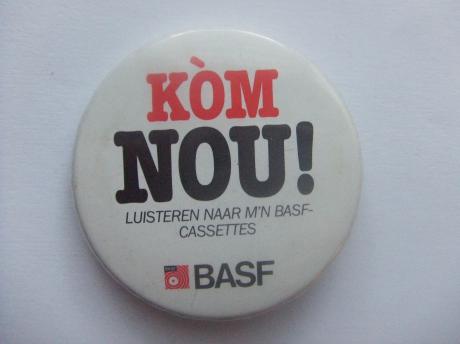 KÒM
NOU!
LUISTEREN NAAR M'N BASF-
CASSETTES
BASF